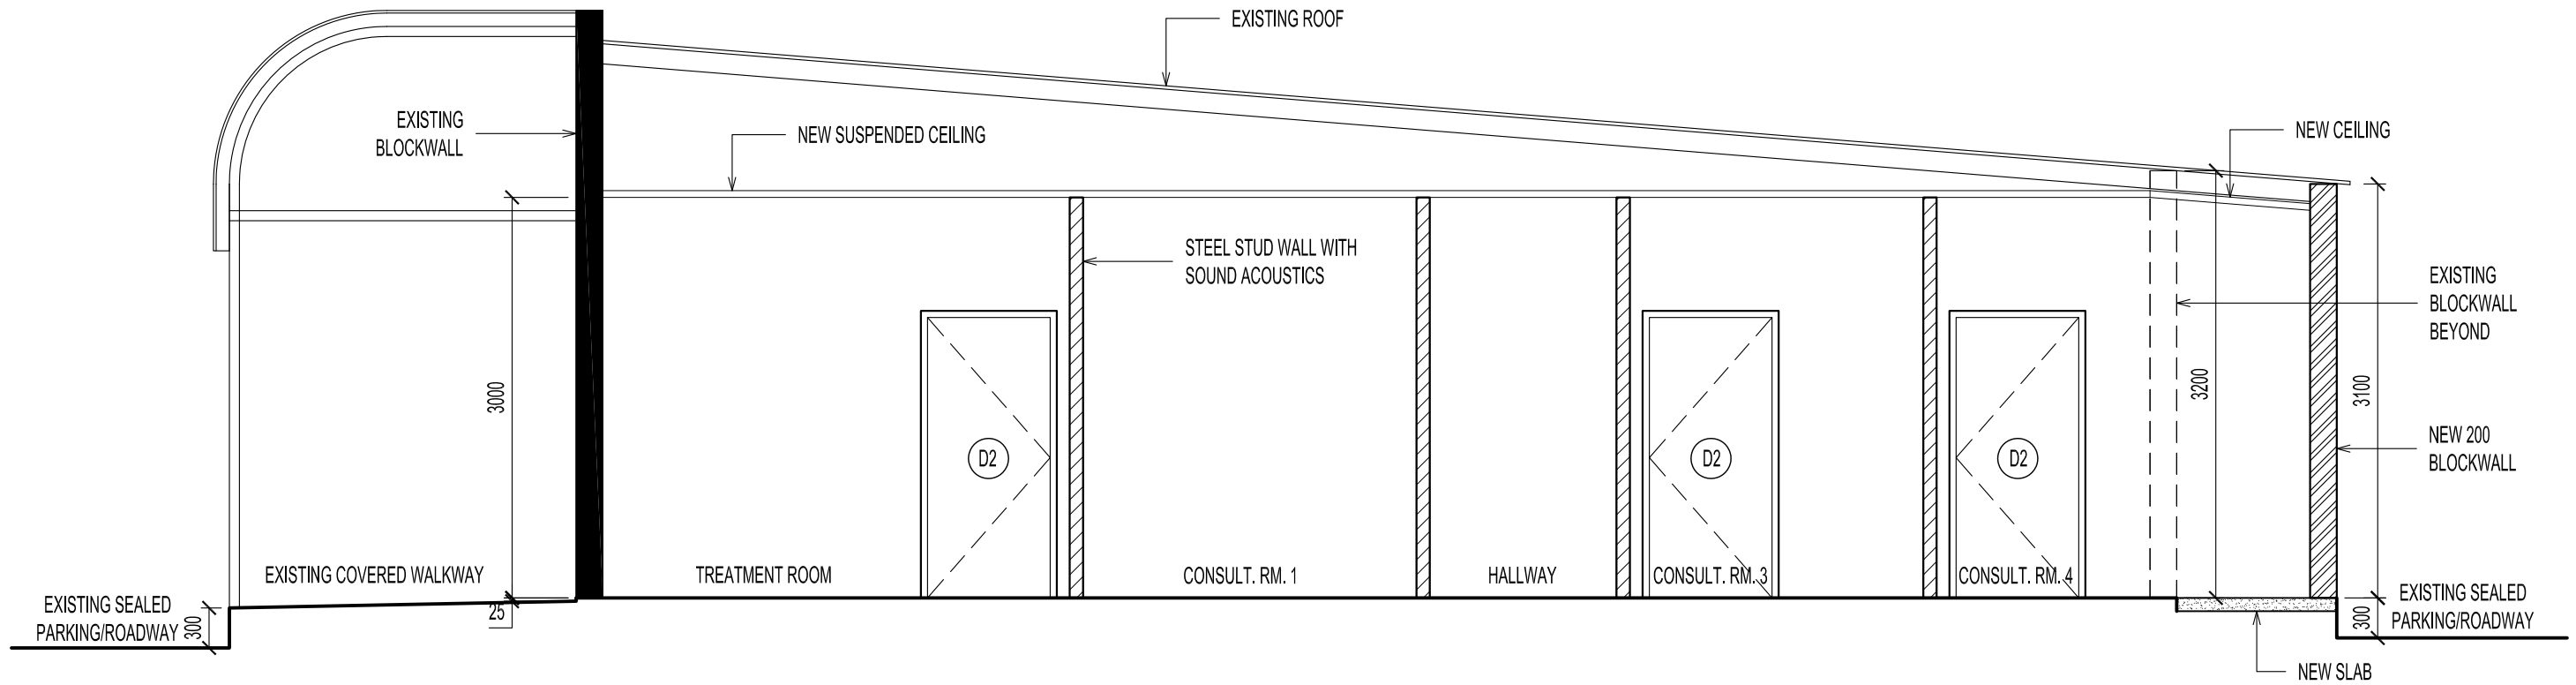 EXISTING ROOF
EXISTING
BLOCKWALL
NEW SUSPENDED CEILING
NEW CEILING
STEEL STUD WALL WITH
SOUND ACOUSTICS
EXISTING
BLOCKWALL
BEYOND
3000
3200
3100
NEW 200
BLOCKWALL
D2
D2
D2
EXISTING COVERED WALKWAY
TREATMENT ROOM
CONSULT. RM. 1
HALLWAY
CONSULT. RM. 3
CONSULT. RM. 4
EXISTING SEALED
PARKING/ROADWAY
300
25
300
EXISTING SEALED
PARKING/ROADWAY
NEW SLAB